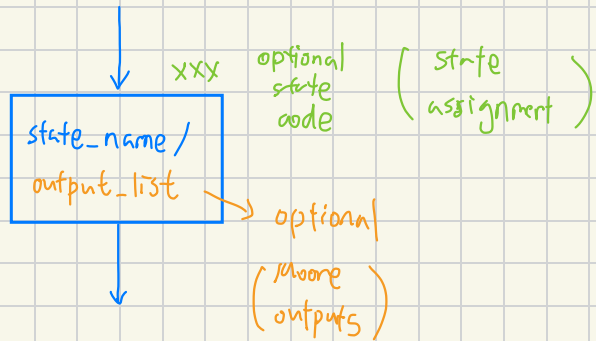 xxx
optional
state
code
( state
assignment )
state_name /
output_list
optional
( Moore
outputs )